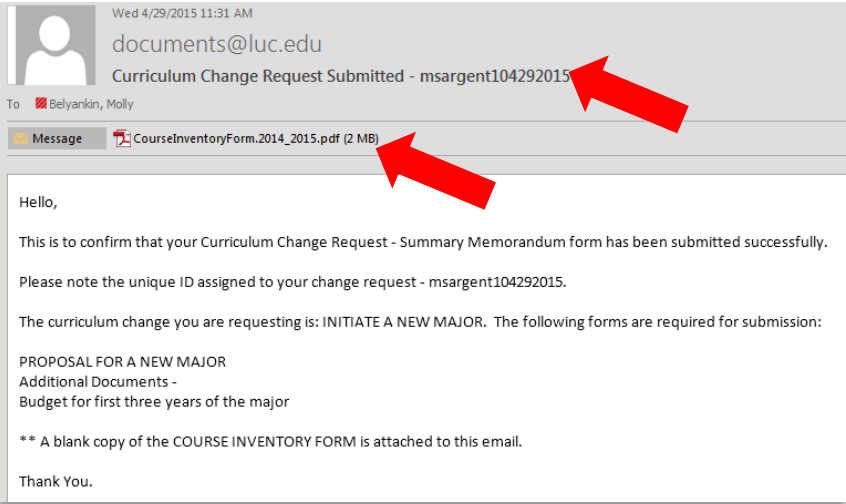 Wed 4/29/2015 11:31 AM
documents@luc.edu
Curriculum Change Request Submitted - msargent104292015
To Belyankin, Molly
Message CourseInventoryForm.2014_2015.pdf (2 MB)
Hello,
This is to confirm that your Curriculum Change Request - Summary Memorandum form has been submitted successfully.
Please note the unique ID assigned to your change request - msargent104292015.
The curriculum change you are requesting is: INITIATE A NEW MAJOR.  The following forms are required for submission:
PROPOSAL FOR A NEW MAJOR
Additional Documents -
Budget for first three years of the major
** A blank copy of the COURSE INVENTORY FORM is attached to this email.
Thank You.